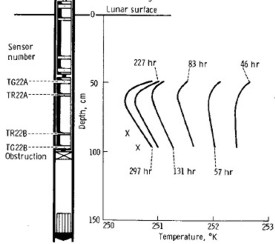 Lunar surface
0
Sensor
number
227 hr
83 hr
46 hr
TG22A
TR22A
50
Depth, cm
TR22B
TG22B
Obstruction
X
X
100
297 hr
131 hr
57 hr
150
250
251
252
253
Temperature, °K